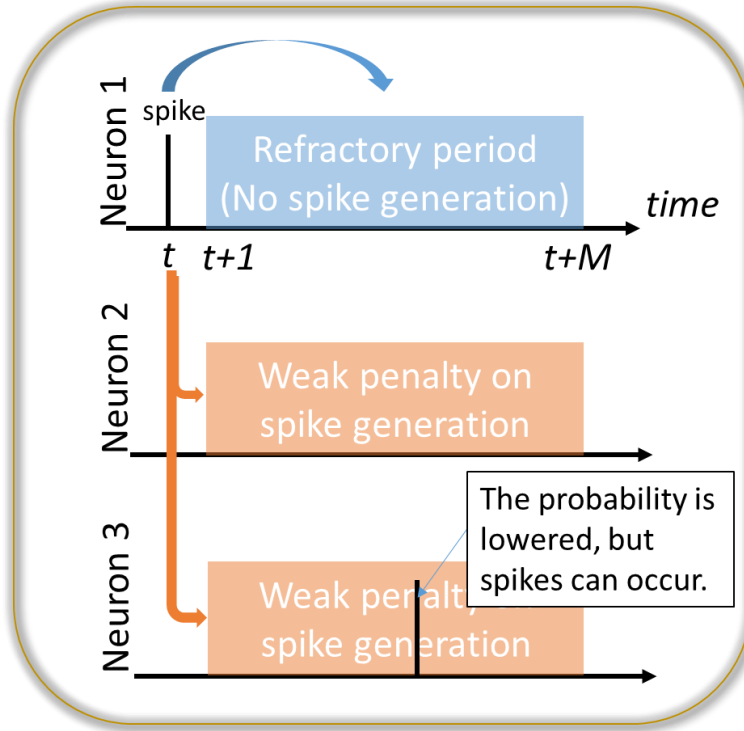 Neuron 1
spike
Refractory period
(No spike generation)
time
t
t+1
t+M
Neuron 2
Weak penalty on
spike generation
Neuron 3
The probability is
lowered, but
spikes can occur.
Weak penalty on
spike generation